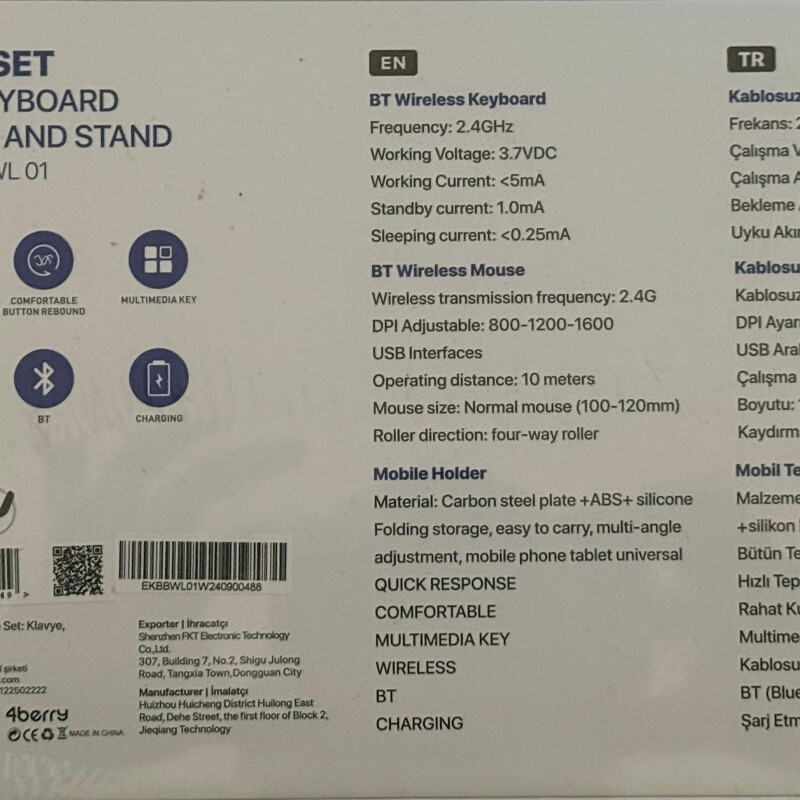 SET
YBOARD
AND STAND
WL 01
COMFORTABLE
BUTTON REBOUND
MULTIMEDIA KEY
BT
CHARGING
EKBBWL01W240900488
Set: Klavye,
şirketi
.com
122502222
4berry
CE
MADE IN CHINA
Exporter | İhracatçı
Shenzhen FKT Electronic Technology
Co.,Ltd.
307, Building 7, No.2, Shigu Julong
Road, Tangxia Town,Dongguan City
Manufacturer | İmalatçı
Huizhou Huicheng District Huilong East
Road, Dehe Street, the first floor of Block 2,
Jieqiang Technology
EN
BT Wireless Keyboard
Frequency: 2.4GHz
Working Voltage: 3.7VDC
Working Current: <5mA
Standby current: 1.0mA
Sleeping current: <0.25mA
BT Wireless Mouse
Wireless transmission frequency: 2.4G
DPI Adjustable: 800-1200-1600
USB Interfaces
Operating distance: 10 meters
Mouse size: Normal mouse (100-120mm)
Roller direction: four-way roller
Mobile Holder
Material: Carbon steel plate +ABS+ silicone
Folding storage, easy to carry, multi-angle
adjustment, mobile phone tablet universal
QUICK RESPONSE
COMFORTABLE
MULTIMEDIA KEY
WIRELESS
BT
CHARGING
TR
Kablosuz
Frekans: 2
Çalışma V
Çalışma A
Bekleme
Uyku Akı
Kablosu
Kablosuz
DPI Ayar
USB Ara
Çalışma
Boyutu:
Kaydırm
Mobil Te
Malzeme
+silikon
Bütün Te
Hızlı Tep
Rahat Ku
Multime
Kablosu
BT (Blue
Şarj Etm